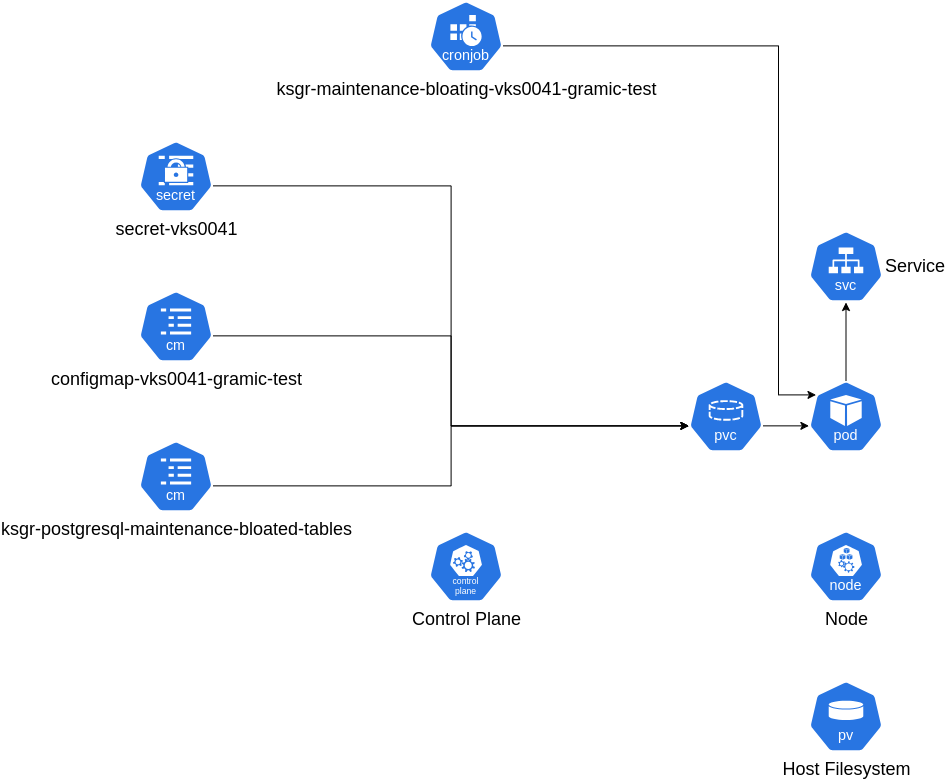 cronjob
ksgr-maintenance-bloating-vks0041-gramic-test
secret
secret-vks0041
svc
Service
cm
configmap-vks0041-gramic-test
pvc
pod
cm
ksgr-postgresql-maintenance-bloated-tables
control
plane
Control Plane
node
Node
pv
Host Filesystem